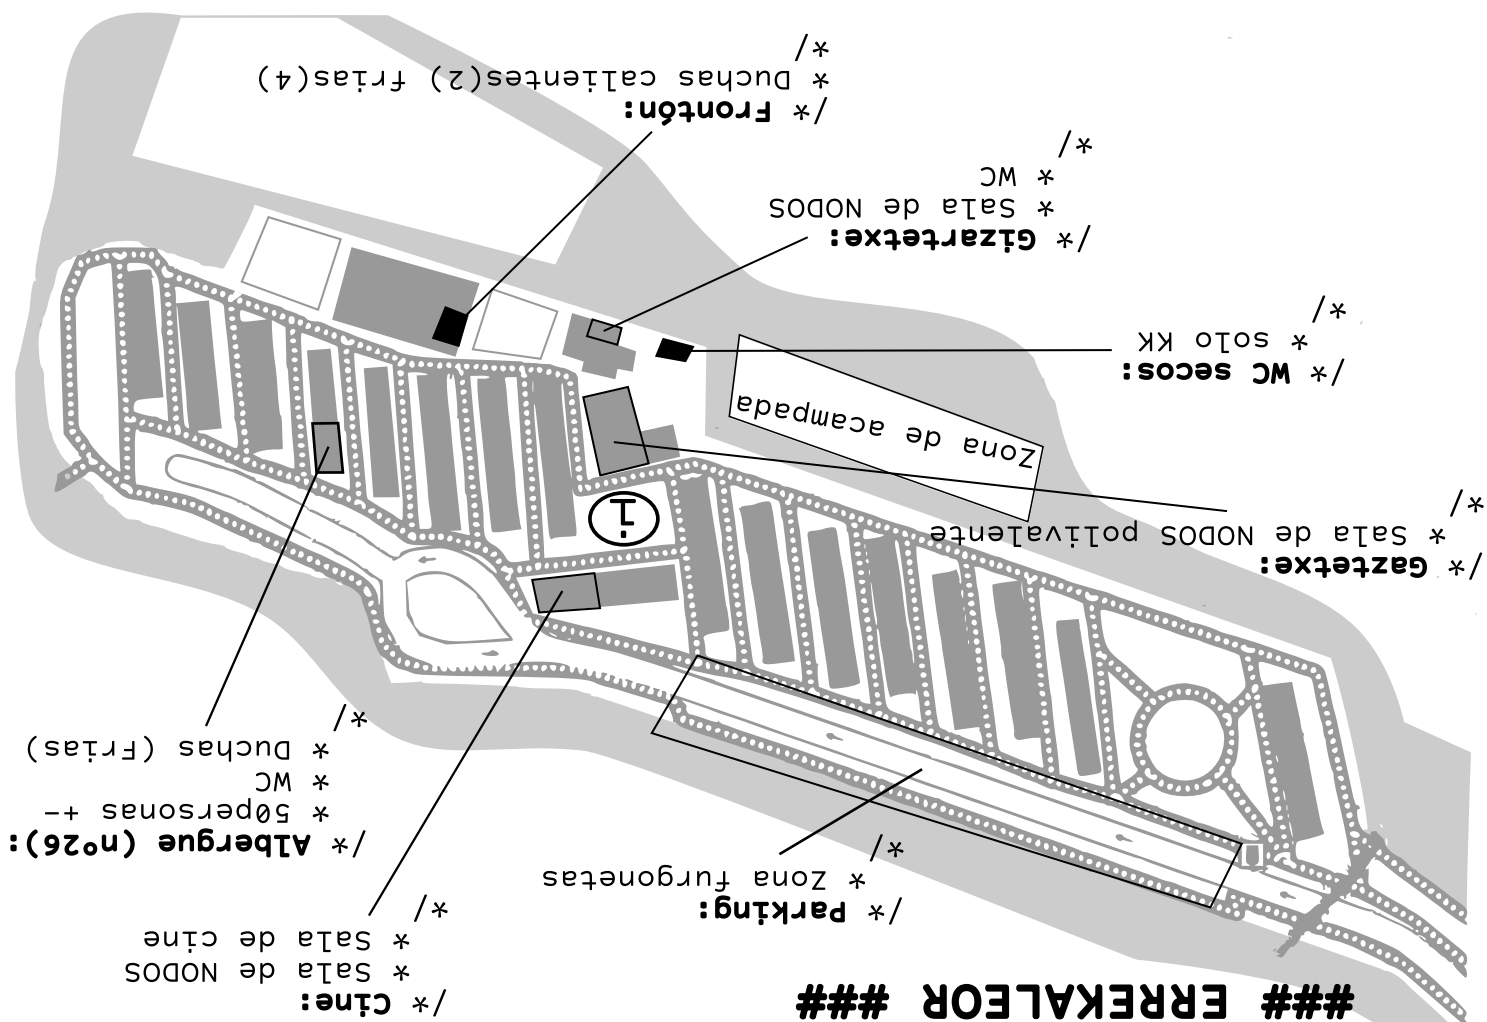 ### ERREKALEOR ###
/* Cine:
* Sala de NODOS
* Sala de cine
*/
/* Parking:
* Zona furgonetas
*/
/* Albergue (nº26):
* 50personas +-
* WC
* Duchas (Frias)
*/
/* Gaztetxe:
* Sala de NODOS polivalente
*/
i
Zona de acampada
/* WC secos:
* solo KK
*/
/* Gizartetxe:
* Sala de NODOS
* WC
*/
/* Frontón:
* Duchas calientes(2) frias(4)
*/